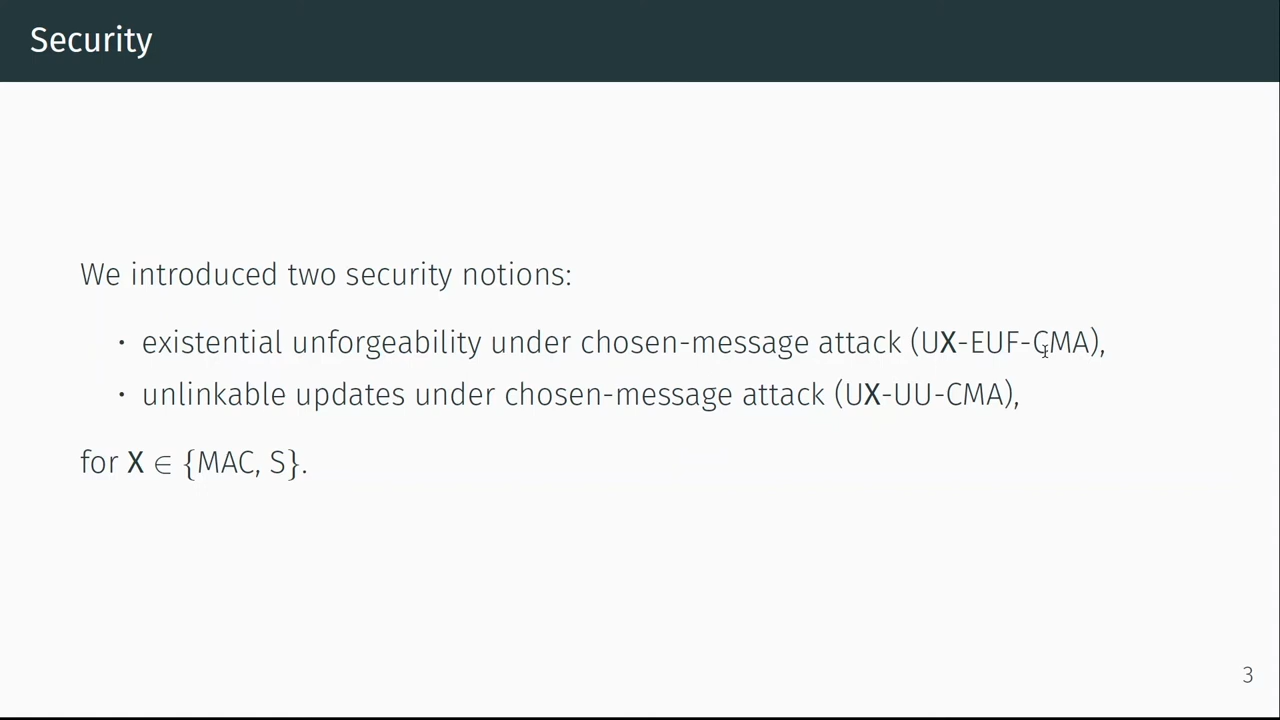 Security
We introduced two security notions:
• existential unforgeability under chosen-message attack (UX-EUF-CMA),
• unlinkable updates under chosen-message attack (UX-UU-CMA),
for X ∈ {MAC, S}.
3